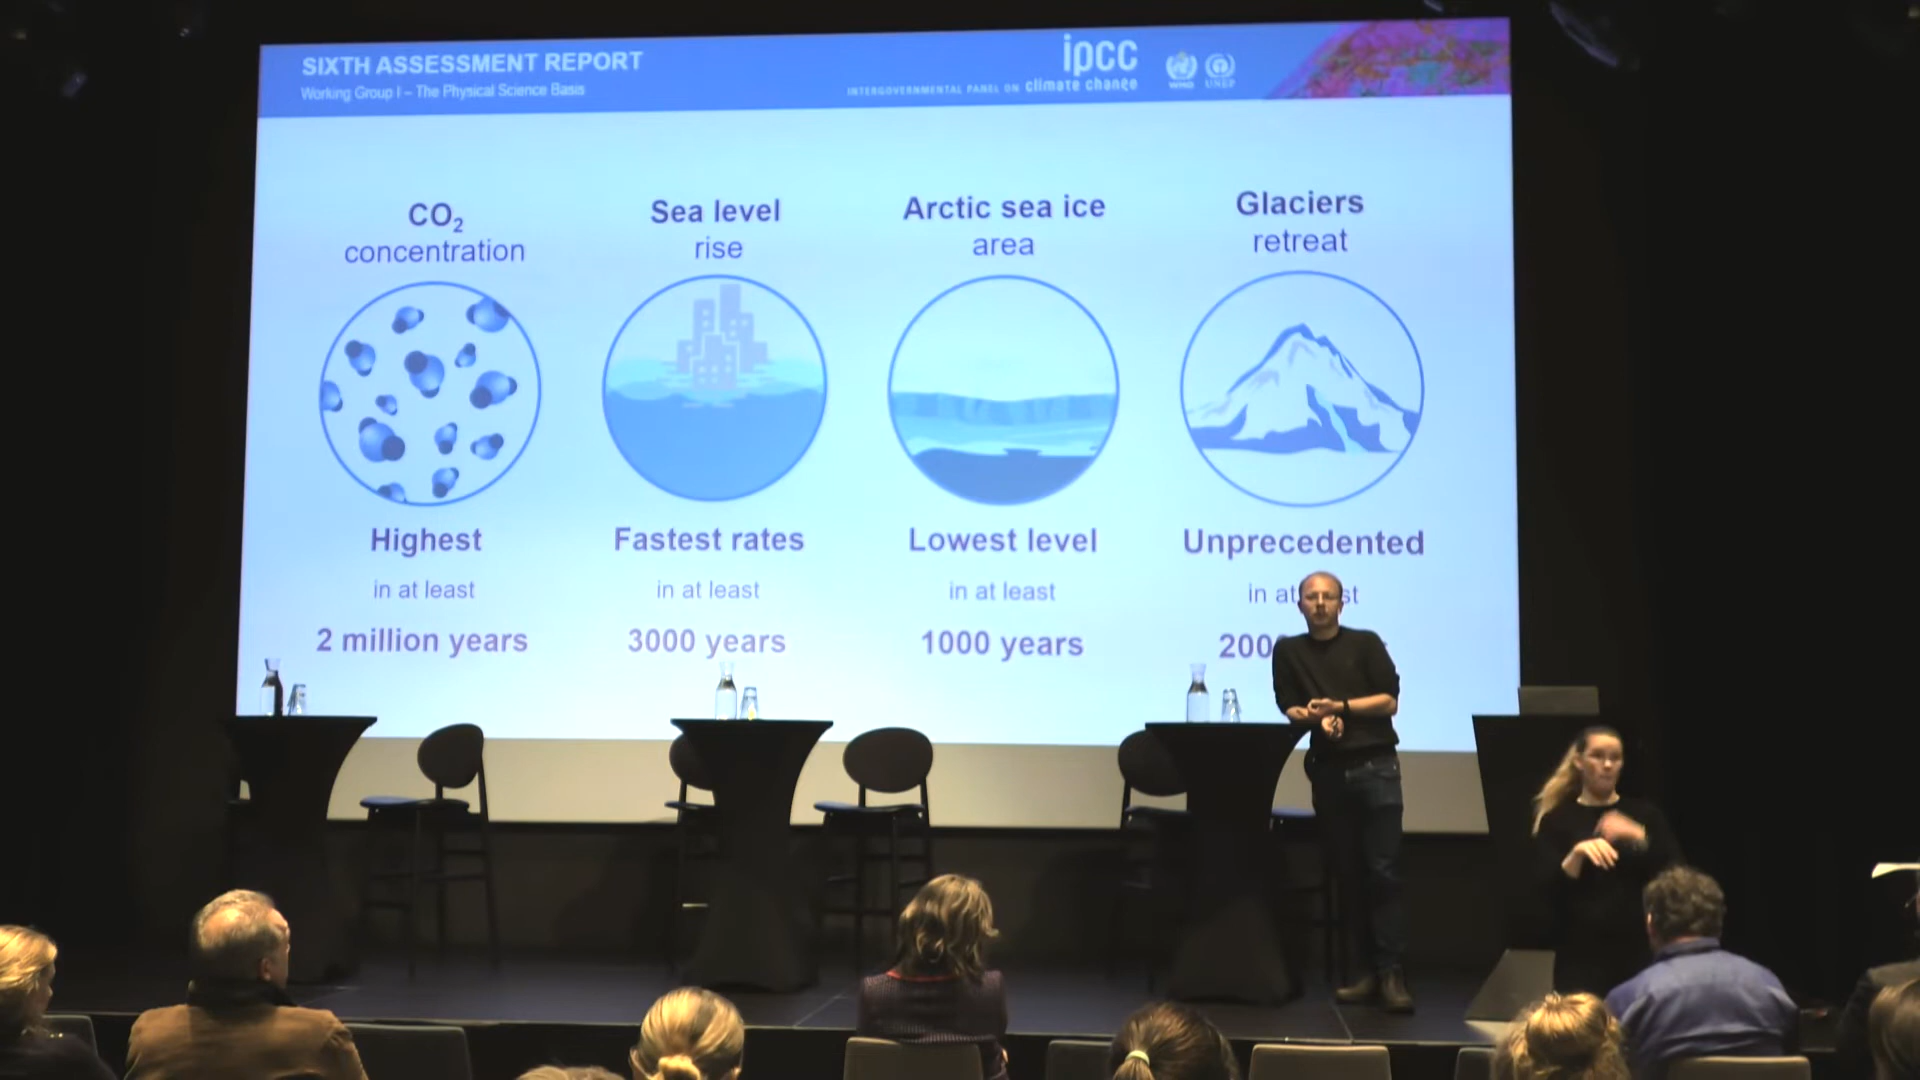 SIXTH ASSESSMENT REPORT
Working Group I – The Physical Science Basis
ipcc
INTERGOVERNMENTAL PANEL ON climate change
WMO
UNEP
CO₂
concentration
Sea level
rise
Arctic sea ice
area
Glaciers
retreat
Highest
in at least
2 million years
Fastest rates
in at least
3000 years
Lowest level
in at least
1000 years
Unprecedented
in at